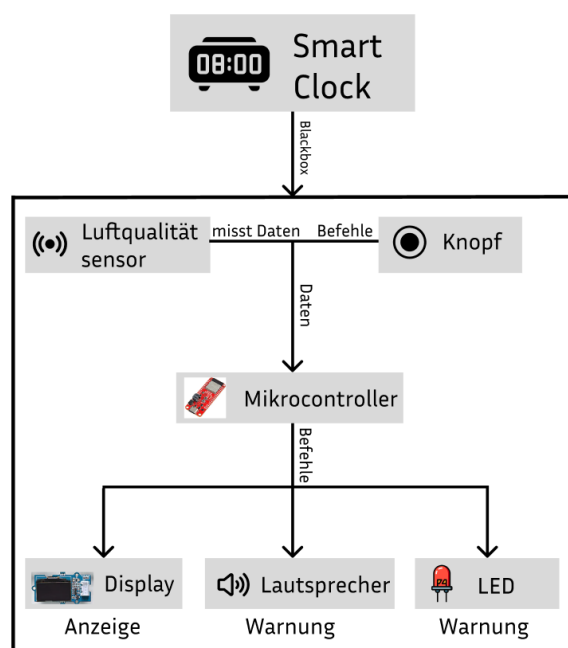 08:00
Smart
Clock
Blackbox
Luftqualität
sensor
misst Daten
Befehle
Knopf
Daten
Mikrocontroller
Befehle
Display
Lautsprecher
LED
Anzeige
Warnung
Warnung